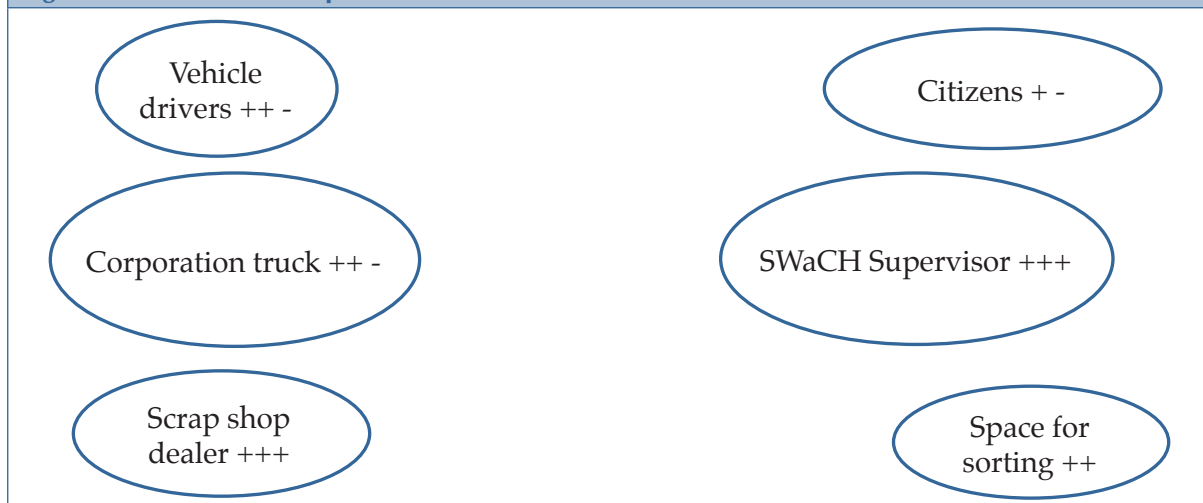 Vehicle
drivers ++ -
Citizens + -
Corporation truck ++ -
SWaCH Supervisor +++
Scrap shop
dealer +++
Space for
sorting ++